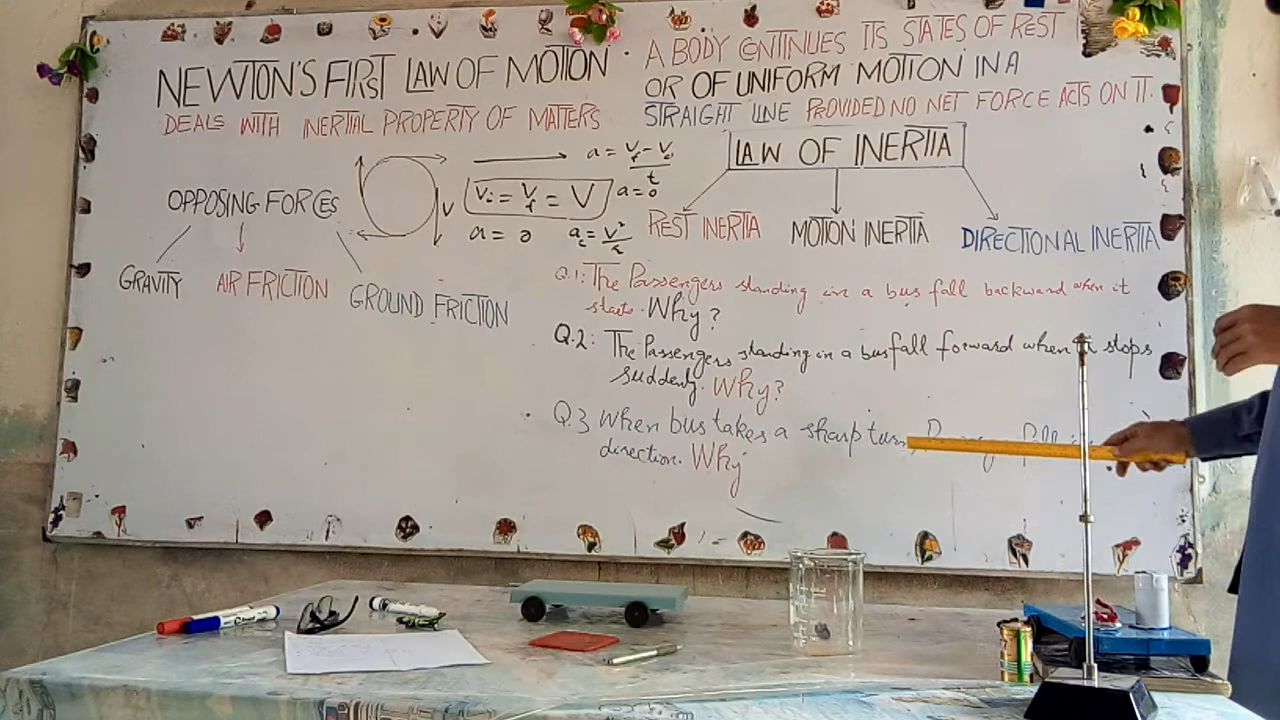 NEWTON'S FIRST LAW OF MOTION
DEALS WITH INERTIAL PROPERTY OF MATTERS
A BODY CONTINUES ITS STATES OF REST
OR OF UNIFORM MOTION IN A
STRAIGHT LINE PROVIDED NO NET FORCE ACTS ON IT.
OPPOSING FORCES
GRAVITY
AIR FRICTION
GROUND FRICTION
V
Vi = Vf = V
a = 0
a = 0
LAW OF INERTIA
REST INERTIA
MOTION INERTIA
DIRECTIONAL INERTIA
Q.1: The Passengers standing in a bus fall backward when it
starts. Why?
Q.2: The Passengers standing in a bus fall forward when stops
suddenly. Why?
Q.3 When bus takes a sharp turn
direction. Why